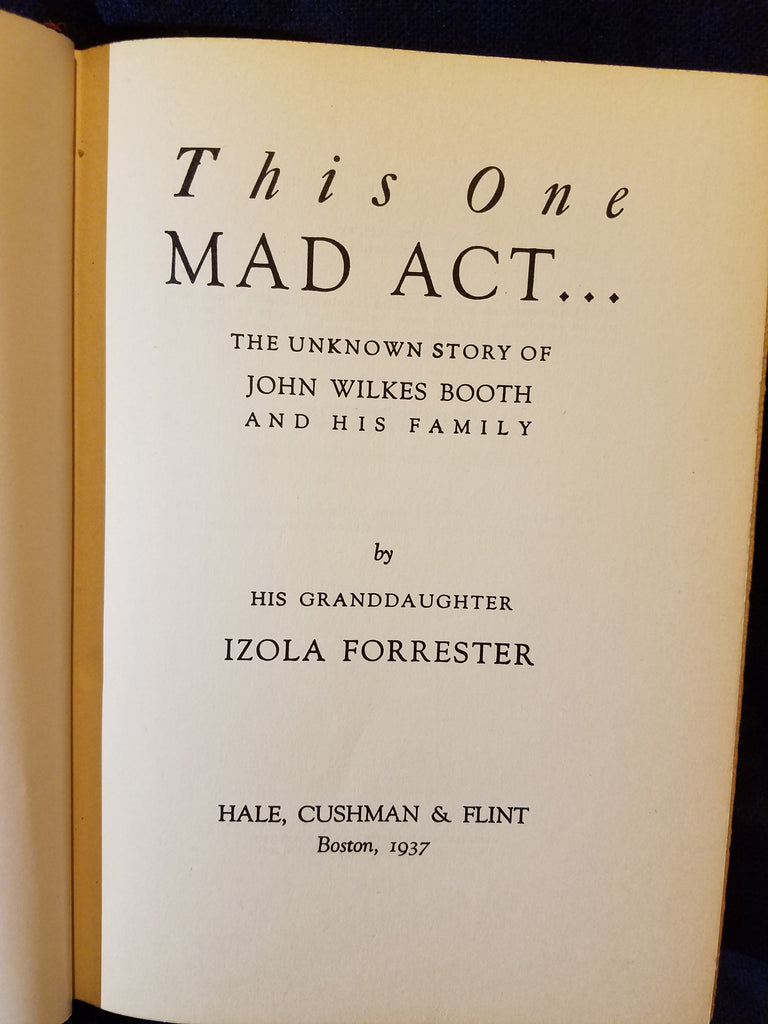 This One
MAD ACT...
THE UNKNOWN STORY OF
JOHN WILKES BOOTH
AND HIS FAMILY
by
HIS GRANDDAUGHTER
IZOLA FORRESTER
HALE, CUSHMAN & FLINT
Boston, 1937